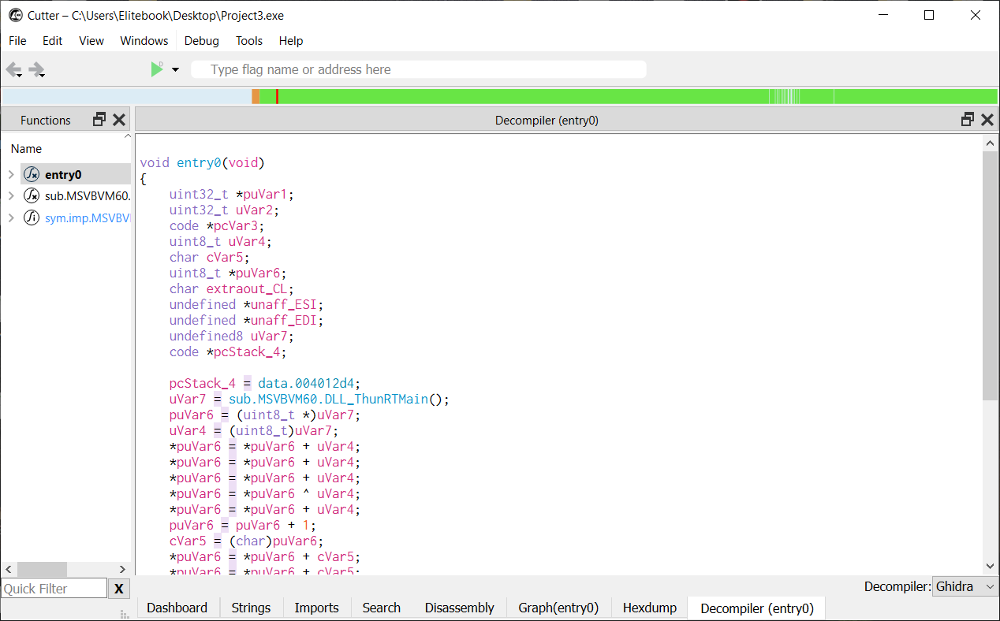 Cutter – C:\Users\Elitebook\Desktop\Project3.exe
File Edit View Windows Debug Tools Help
Type flag name or address here
Functions
Name
entry0
sub.MSVBVM60.
sym.imp.MSVBV
Quick Filter
X
Decompiler (entry0)
void entry0(void)
{
uint32_t *puVar1;
uint32_t uVar2;
code *pcVar3;
uint8_t uVar4;
char cVar5;
uint8_t *puVar6;
char extraout_CL;
undefined *unaff_ESI;
undefined *unaff_EDI;
undefined8 uVar7;
code *pcStack_4;
pcStack_4 = data.004012d4;
uVar7 = sub.MSVBVM60.DLL_ThunRTMain();
puVar6 = (uint8_t *)uVar7;
uVar4 = (uint8_t)uVar7;
*puVar6 = *puVar6 + uVar4;
*puVar6 = *puVar6 + uVar4;
*puVar6 = *puVar6 + uVar4;
*puVar6 = *puVar6 ^ uVar4;
*puVar6 = *puVar6 + uVar4;
puVar6 = puVar6 + 1;
cVar5 = (char)puVar6;
*puVar6 = *puVar6 + cVar5;
*puVar6 = *puVar6 + cVar5;
Decompiler: Ghidra
Dashboard Strings Imports Search Disassembly Graph(entry0) Hexdump Decompiler (entry0)